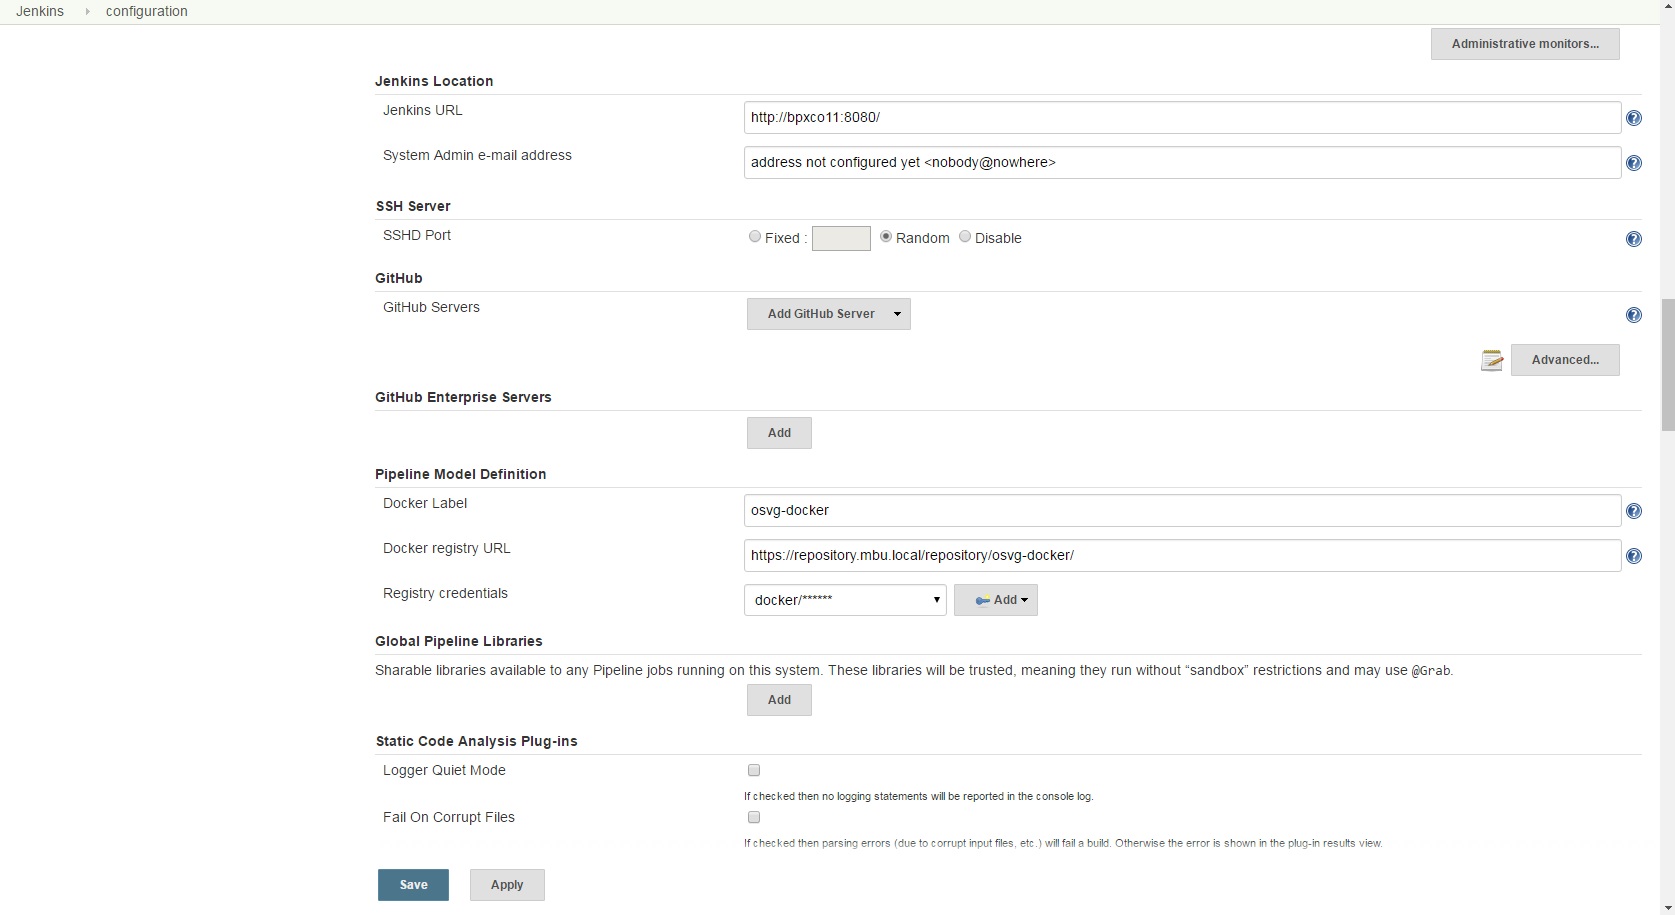 Jenkins configuration
Administrative monitors...
Jenkins Location
Jenkins URL http://bpxco11:8080/
System Admin e-mail address address not configured yet <nobody@nowhere>
SSH Server
SSHD Port Fixed : Random Disable
GitHub
GitHub Servers Add GitHub Server
Advanced...
GitHub Enterprise Servers
Add
Pipeline Model Definition
Docker Label osvg-docker
Docker registry URL https://repository.mbu.local/repository/osvg-docker/
Registry credentials docker/****** Add
Global Pipeline Libraries
Sharable libraries available to any Pipeline jobs running on this system. These libraries will be trusted, meaning they run without “sandbox” restrictions and may use @Grab.
Add
Static Code Analysis Plug-ins
Logger Quiet Mode
If checked then no logging statements will be reported in the console log.
Fail On Corrupt Files
If checked then parsing errors (due to corrupt input files, etc.) will fail a build. Otherwise the error is shown in the plug-in results view.
Save Apply